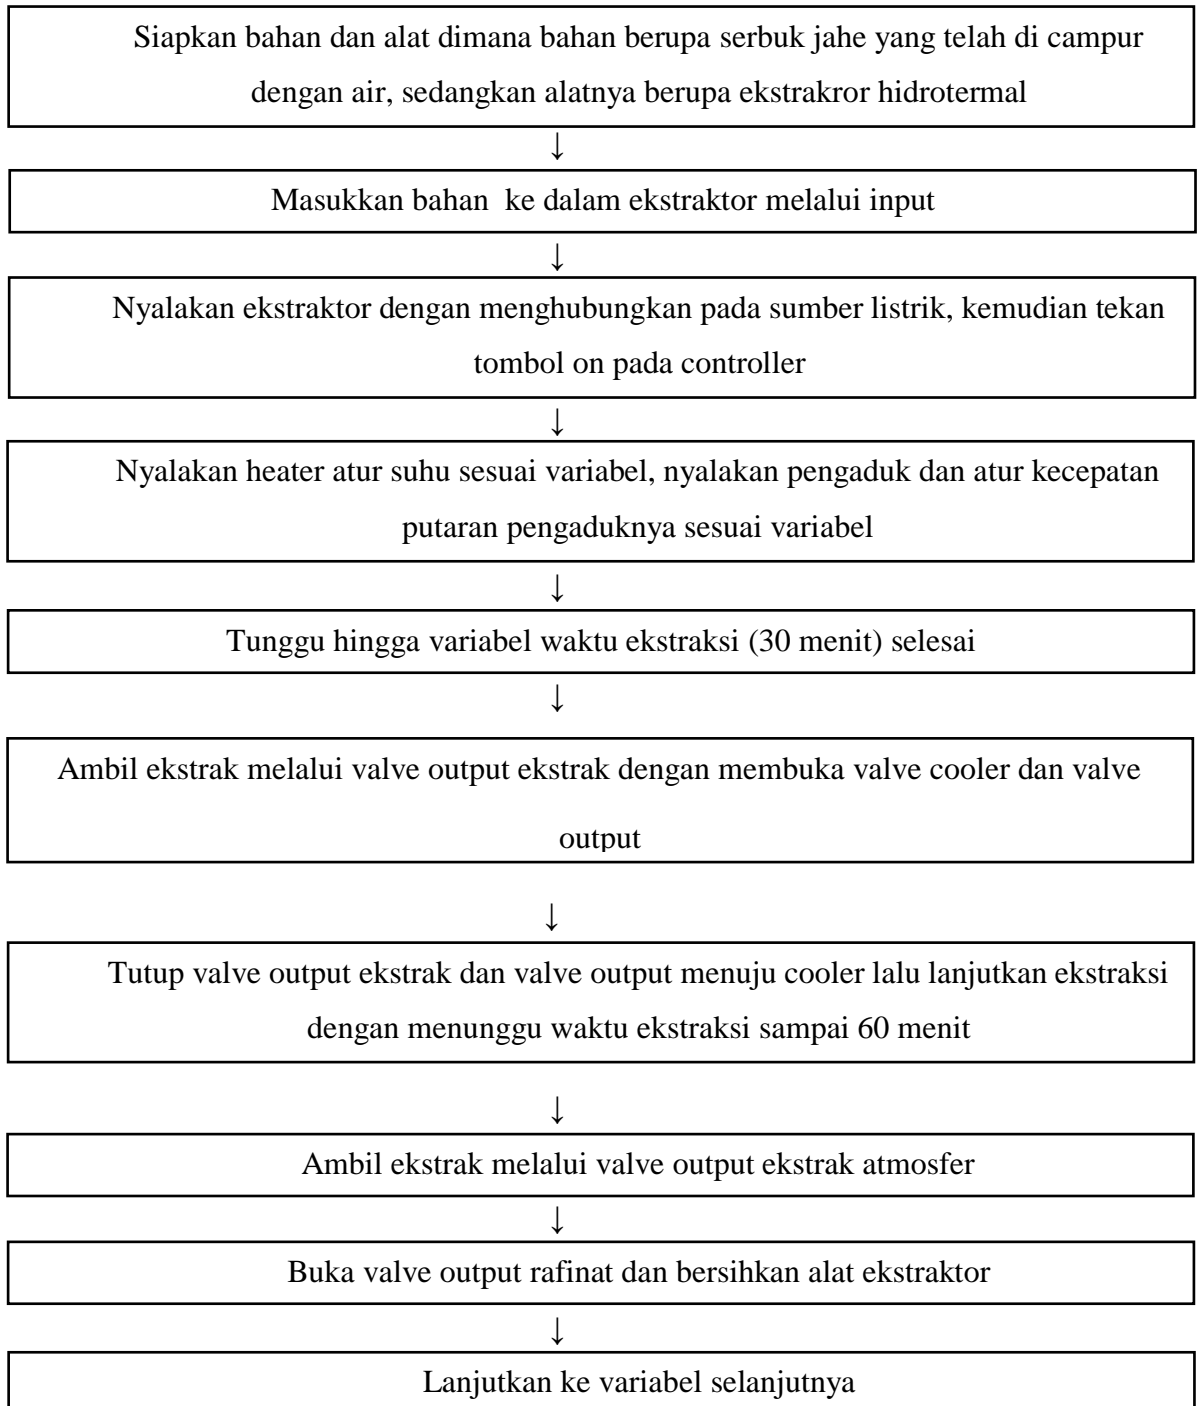 Siapkan bahan dan alat dimana bahan berupa serbuk jahe yang telah di campur
dengan air, sedangkan alatnya berupa ekstrakror hidrotermal
↓
Masukkan bahan ke dalam ekstraktor melalui input
↓
Nyalakan ekstraktor dengan menghubungkan pada sumber listrik, kemudian tekan
tombol on pada controller
↓
Nyalakan heater atur suhu sesuai variabel, nyalakan pengaduk dan atur kecepatan
putaran pengaduknya sesuai variabel
↓
Tunggu hingga variabel waktu ekstraksi (30 menit) selesai
↓
Ambil ekstrak melalui valve output ekstrak dengan membuka valve cooler dan valve
output
↓
Tutup valve output ekstrak dan valve output menuju cooler lalu lanjutkan ekstraksi
dengan menunggu waktu ekstraksi sampai 60 menit
↓
Ambil ekstrak melalui valve output ekstrak atmosfer
↓
Buka valve output rafinat dan bersihkan alat ekstraktor
↓
Lanjutkan ke variabel selanjutnya